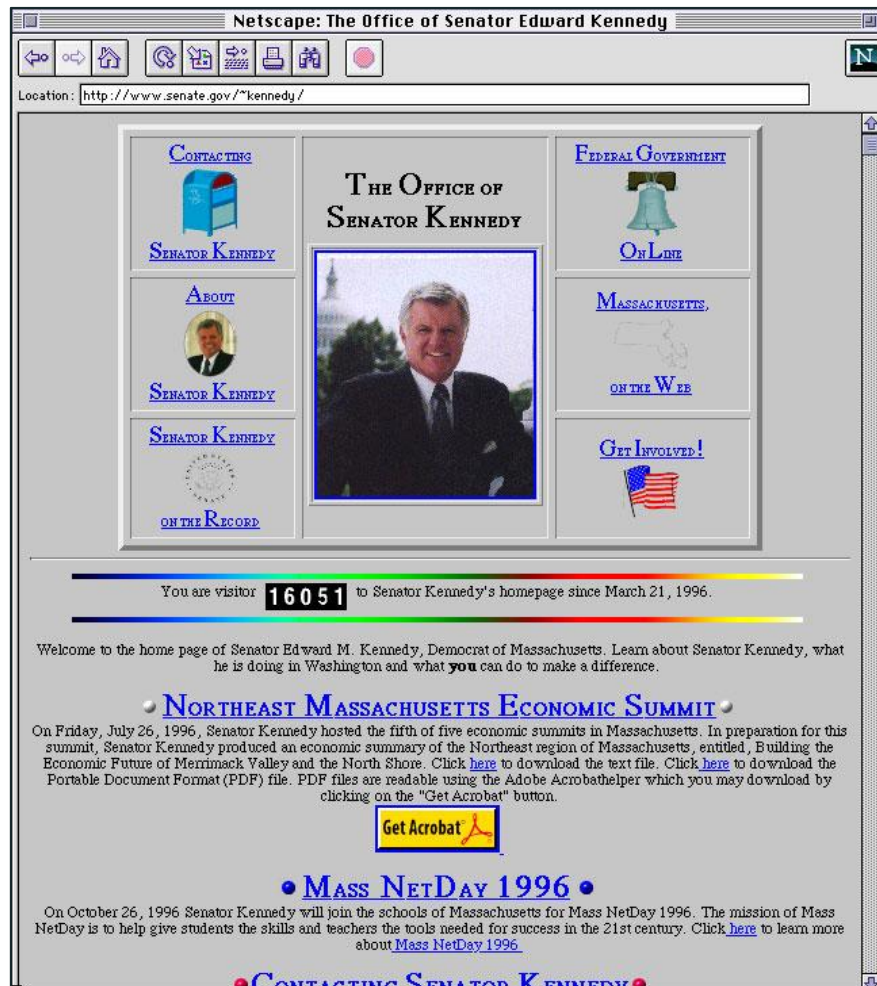 Netscape: The Office of Senator Edward Kennedy
N
Location: http://www.senate.gov/~kennedy/
Contacting
Senator Kennedy
About
Senator Kennedy
Senator Kennedy
on the Record
The Office of
Senator Kennedy
Federal Government
OnLine
Massachusetts,
on the Web
Get Involved!
You are visitor 16051 to Senator Kennedy's homepage since March 21, 1996.
Welcome to the home page of Senator Edward M. Kennedy, Democrat of Massachusetts. Learn about Senator Kennedy, what
he is doing in Washington and what you can do to make a difference.
Northeast Massachusetts Economic Summit
On Friday, July 26, 1996, Senator Kennedy hosted the fifth of five economic summits in Massachusetts. In preparation for this
summit, Senator Kennedy produced an economic summary of the Northeast region of Massachusetts, entitled, Building the
Economic Future of Merrimack Valley and the North Shore. Click here to download the text file. Click here to download the
Portable Document Format (PDF) file. PDF files are readable using the Adobe Acrobathelper which you may download by
clicking on the "Get Acrobat" button.
Get Acrobat
Mass NetDay 1996
On October 26, 1996 Senator Kennedy will join the schools of Massachusetts for Mass NetDay 1996. The mission of Mass
NetDay is to help give students the skills and teachers the tools needed for success in the 21st century. Click here to learn more
about Mass NetDay 1996
Contacting Senator Kennedy